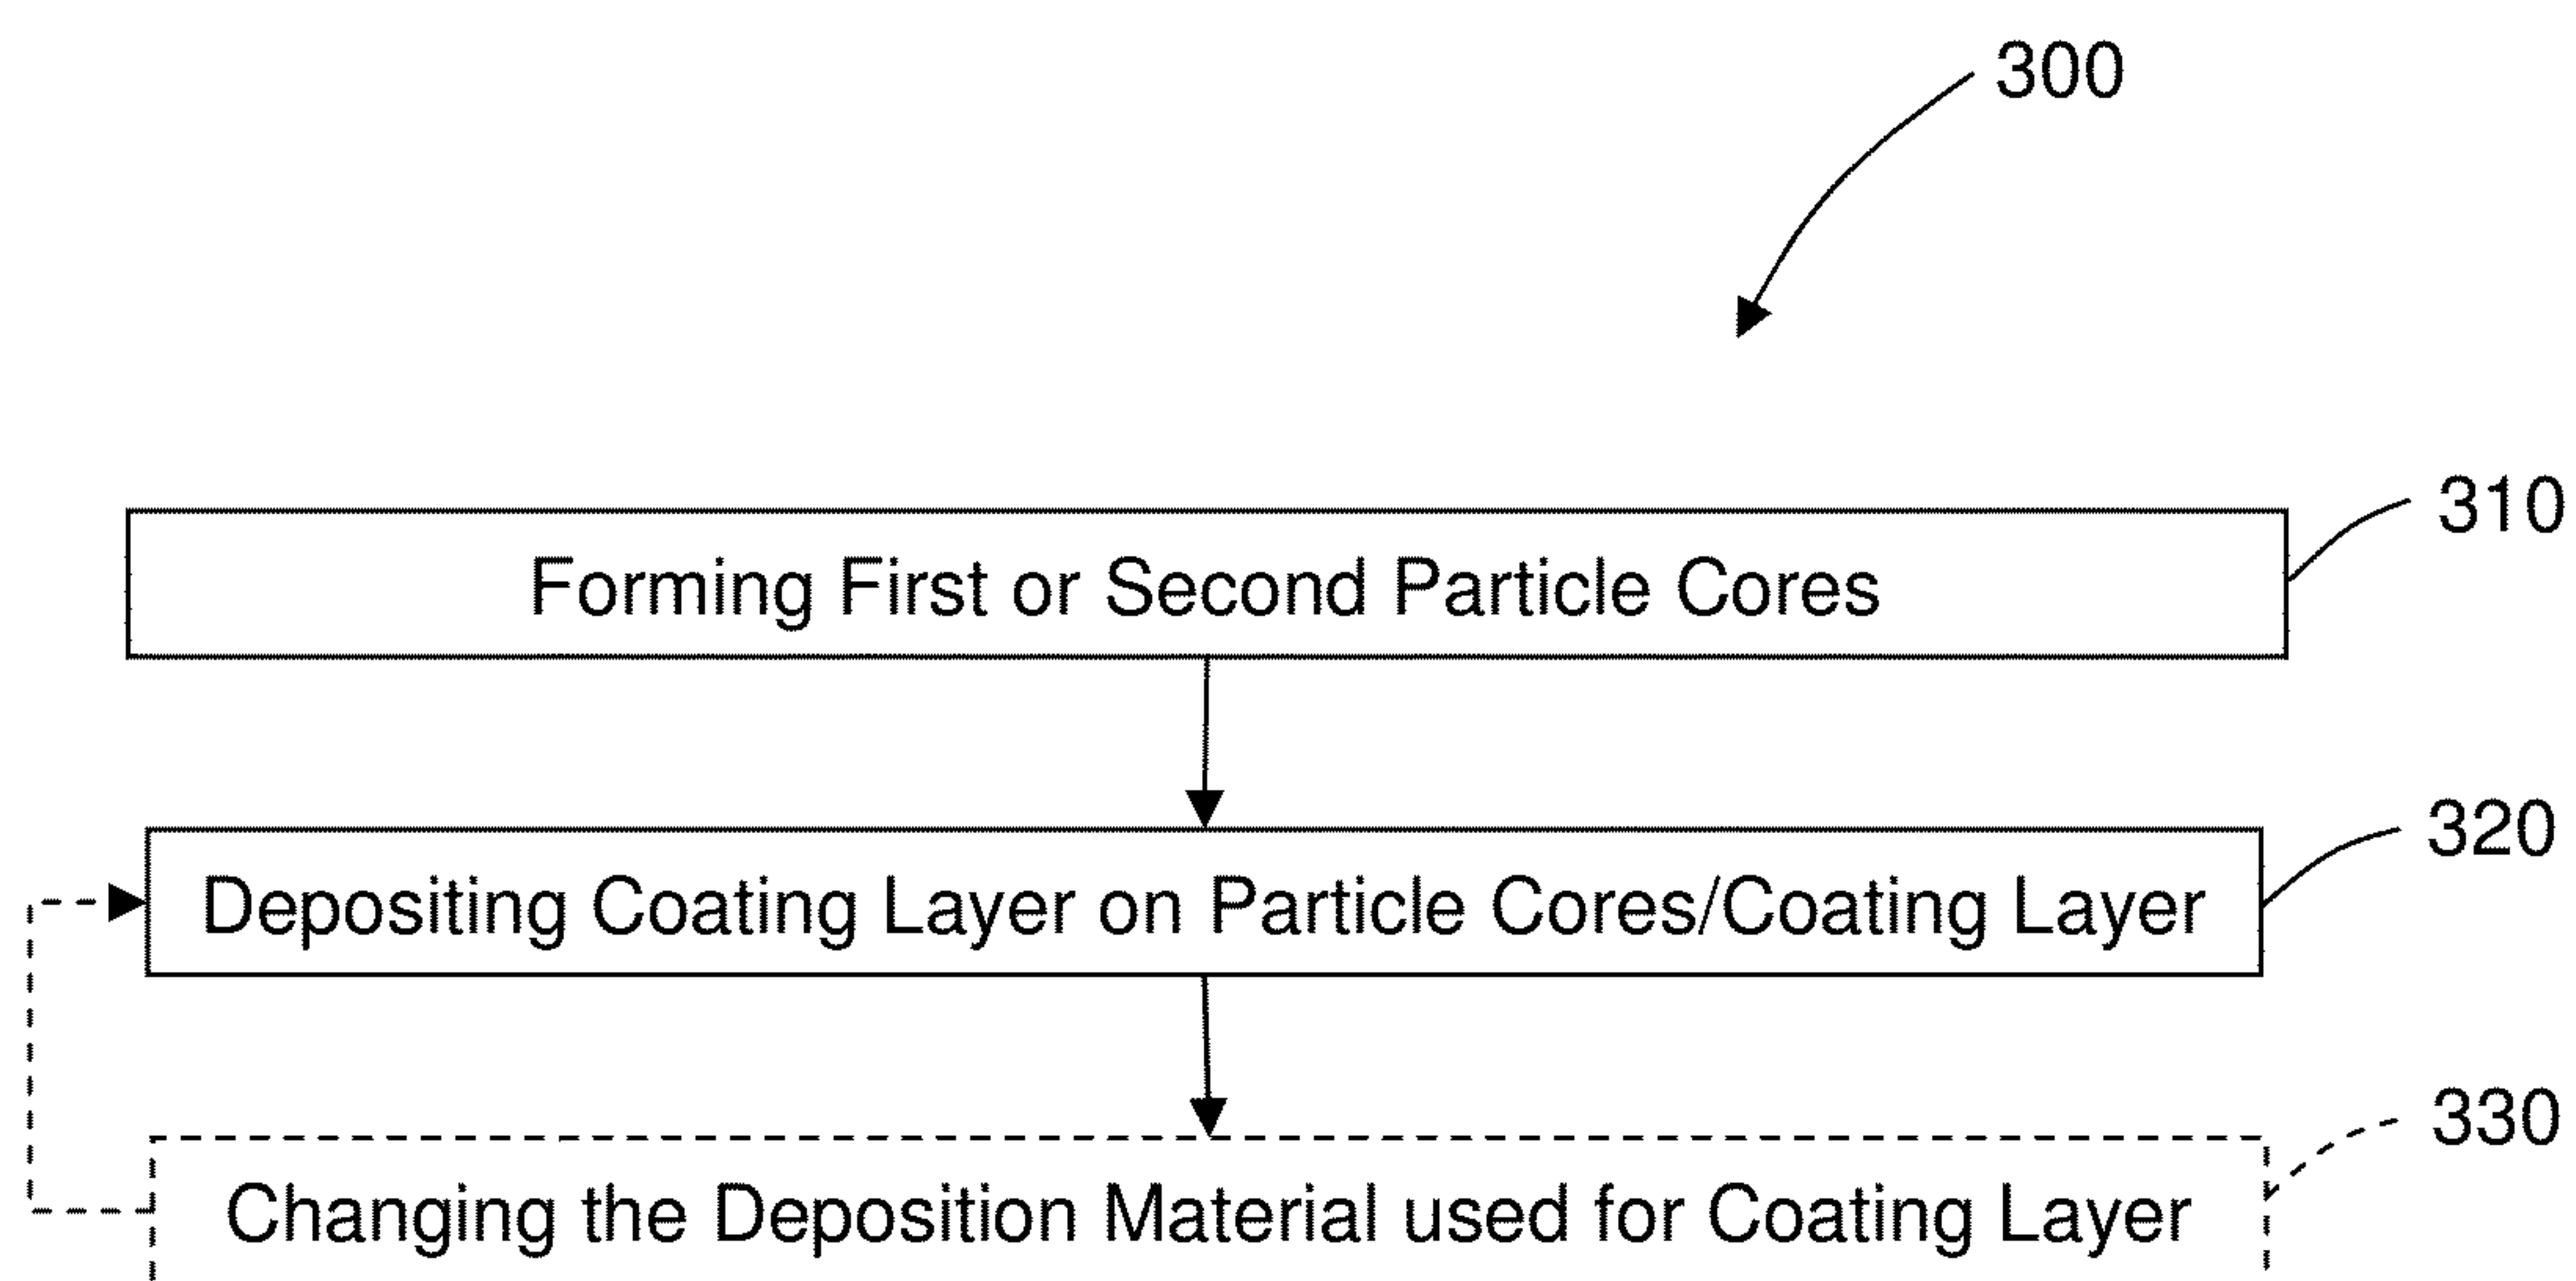 300
Forming First or Second Particle Cores
310
Depositing Coating Layer on Particle Cores/Coating Layer
320
Changing the Deposition Material used for Coating Layer
330